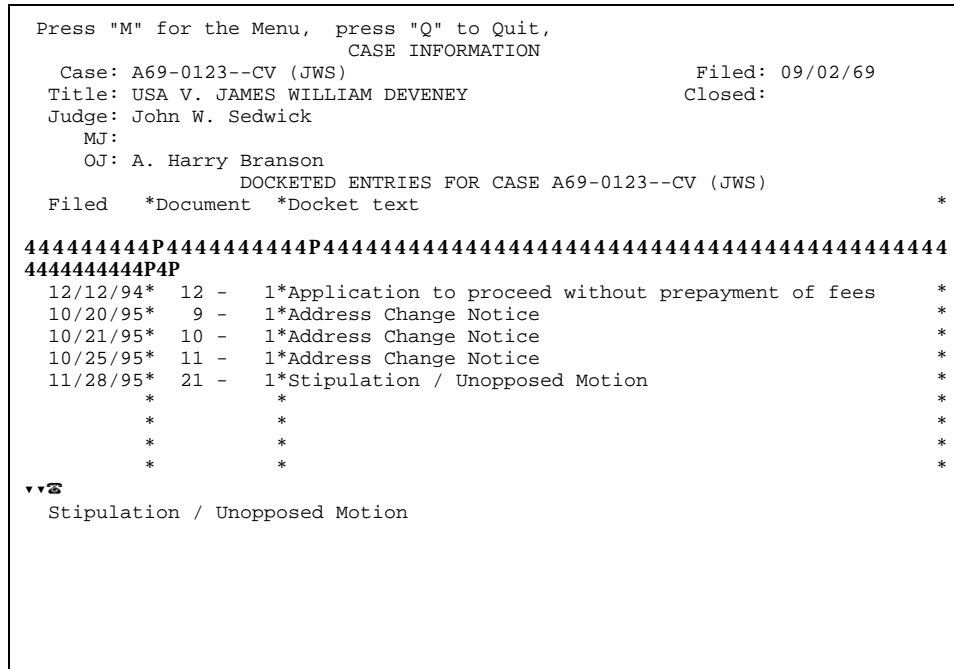 Press "M" for the Menu,  press "Q" to Quit,
CASE INFORMATION
Case: A69-0123--CV (JWS)                             Filed: 09/02/69
Title: USA V. JAMES WILLIAM DEVENEY                  Closed:
Judge: John W. Sedwick
MJ:
OJ: A. Harry Branson
DOCKETED ENTRIES FOR CASE A69-0123--CV (JWS)
Filed   *Document  *Docket text                                           *
444444444P4444444444P44444444444444444444444444444444444444444444
4444444444P4P
12/12/94*  12 -   1*Application to proceed without prepayment of fees     *
10/20/95*   9 -   1*Address Change Notice                                 *
10/21/95*  10 -   1*Address Change Notice                                 *
10/25/95*  11 -   1*Address Change Notice                                 *
11/28/95*  21 -   1*Stipulation / Unopposed Motion                        *
*          *                                                      *
*          *                                                      *
*          *                                                      *
*          *                                                      *
▼▼☎
Stipulation / Unopposed Motion